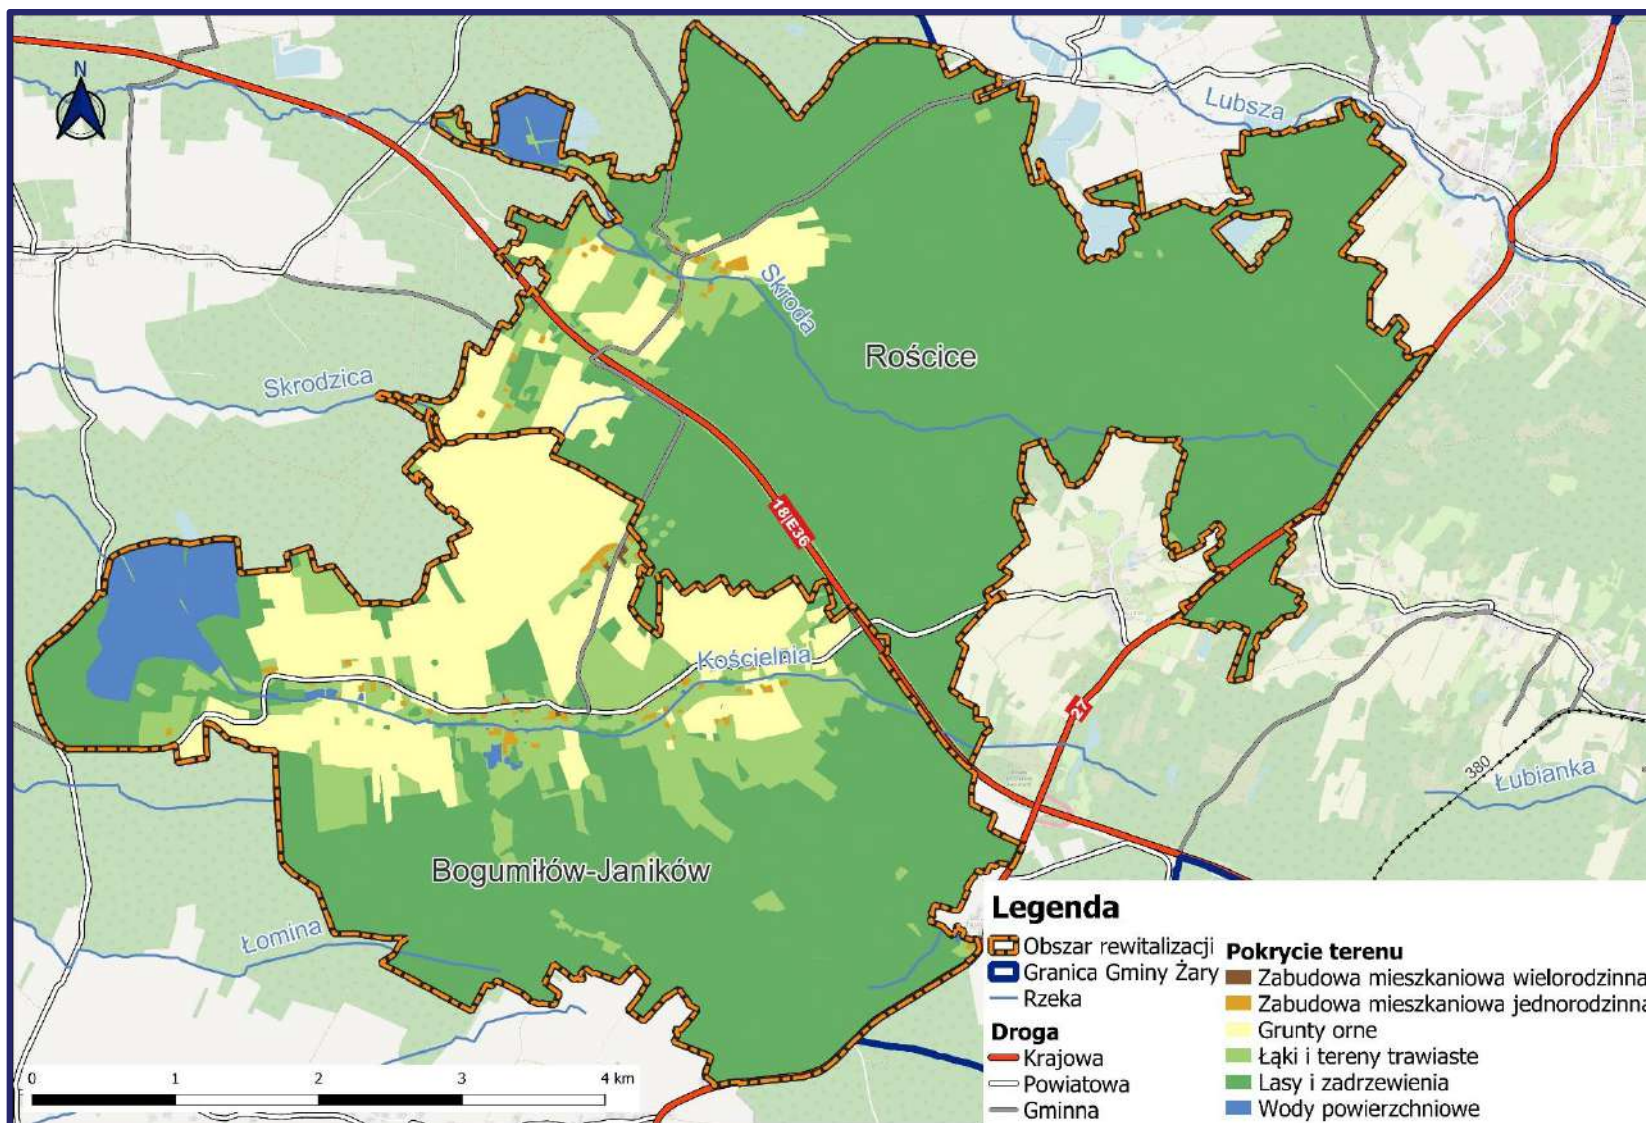 N
Lubsza
Skroda
Rościce
Skrodzica
18|E36
Kościelnia
27
380
Łubianka
Bogumiłów-Janików
Łomina
0 1 2 3 4 km
Legenda
Obszar rewitalizacji
Granica Gminy Żary
Rzeka
Droga
Krajowa
Powiatowa
Gminna
Pokrycie terenu
Zabudowa mieszkaniowa wielorodzinna
Zabudowa mieszkaniowa jednorodzinna
Grunty orne
Łąki i tereny trawiaste
Lasy i zadrzewienia
Wody powierzchniowe